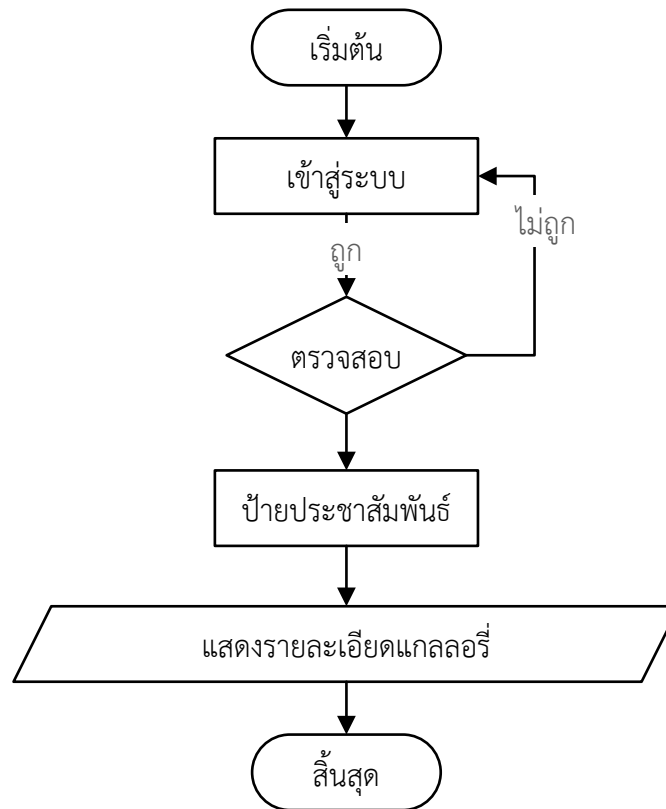 เริ่มต้น
เข้าสู่ระบบ
ไม่ถูก
ถูก
ตรวจสอบ
ป้ายประชาสัมพันธ์
แสดงรายละเอียดแกลลอรี่
สิ้นสุด